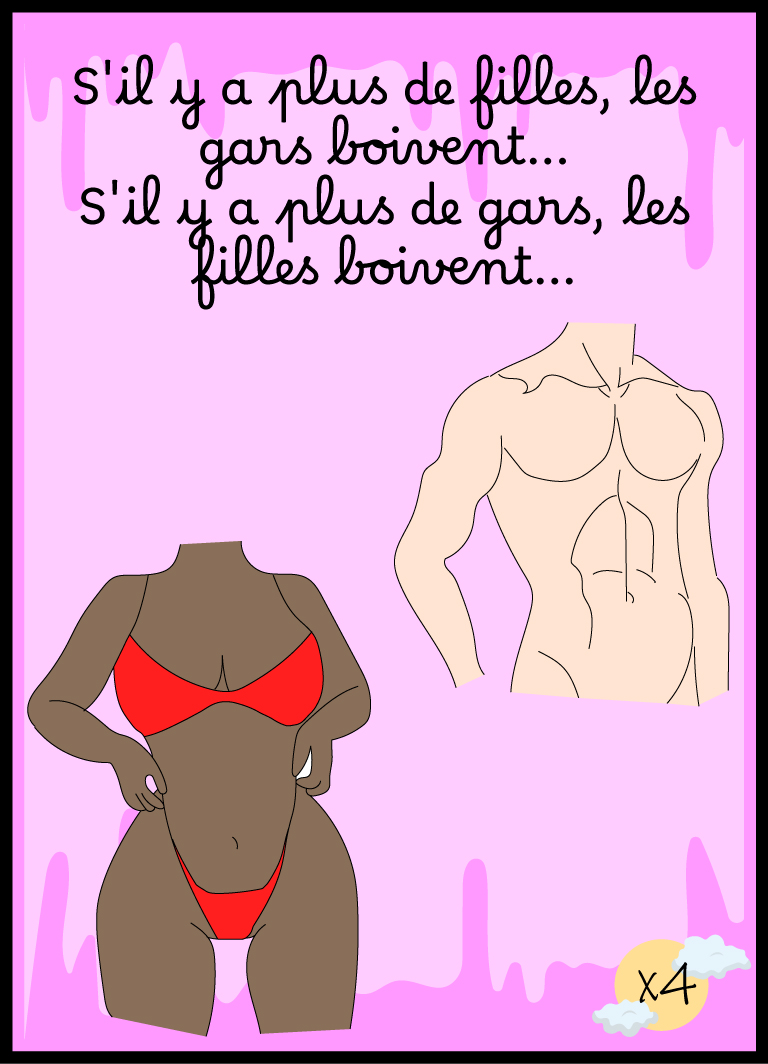 S'il y a plus de filles, les
gars boivent...
S'il y a plus de gars, les
filles boivent...
x4